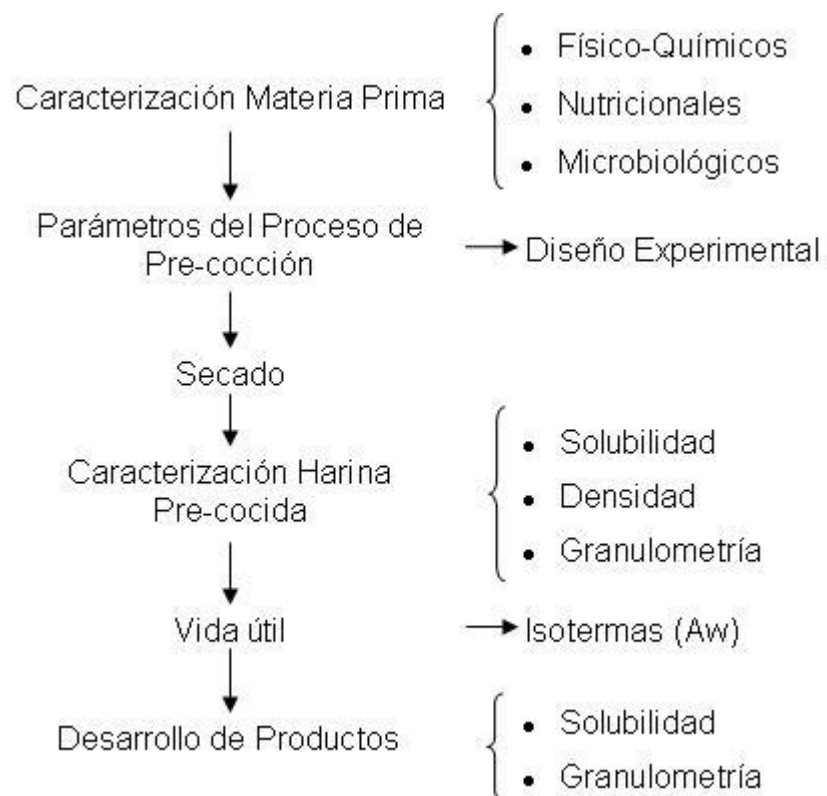 Caracterización Materia Prima
• Físico-Químicos
• Nutricionales
• Microbiológicos
Parámetros del Proceso de
Pre-cocción
Diseño Experimental
Secado
Caracterización Harina
Pre-cocida
• Solubilidad
• Densidad
• Granulometría
Vida útil
Isotermas (Aw)
Desarrollo de Productos
• Solubilidad
• Granulometría